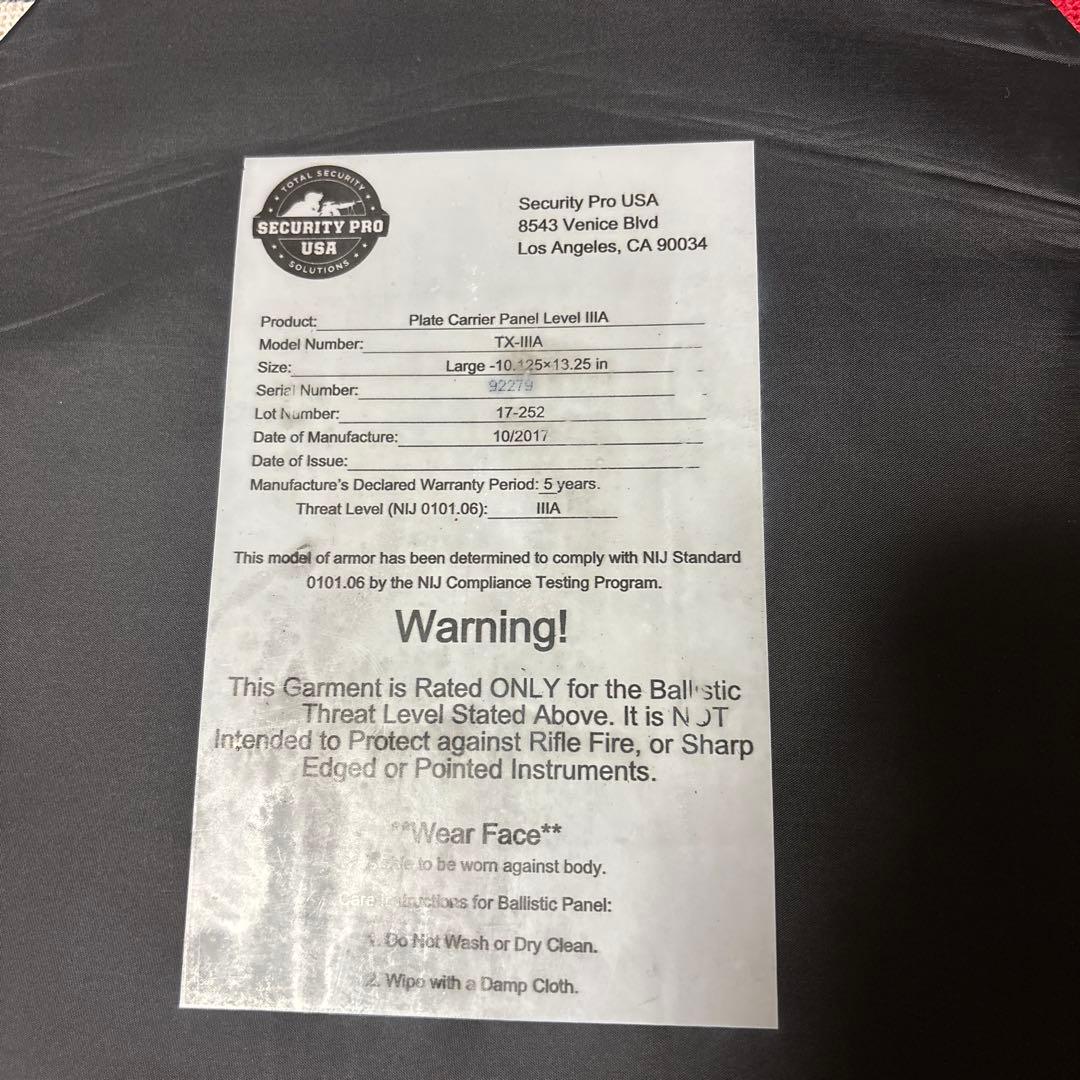 TOTAL SECURITY
SECURITY PRO
USA
SOLUTIONS
Security Pro USA
8543 Venice Blvd
Los Angeles, CA 90034
Product: Plate Carrier Panel Level IIIA
Model Number: TX-IIIA
Size: Large -10.125×13.25 in
Serial Number: 92279
Lot Number: 17-252
Date of Manufacture: 10/2017
Date of Issue:
Manufacture's Declared Warranty Period: 5 years.
Threat Level (NIJ 0101.06): IIIA
This model of armor has been determined to comply with NIJ Standard
0101.06 by the NIJ Compliance Testing Program.
Warning!
This Garment is Rated ONLY for the Ballistic
Threat Level Stated Above. It is NOT
Intended to Protect against Rifle Fire, or Sharp
Edged or Pointed Instruments.
**Wear Face**
to be worn against body.
Care Instructions for Ballistic Panel:
1. Do Not Wash or Dry Clean.
2. Wipe with a Damp Cloth.